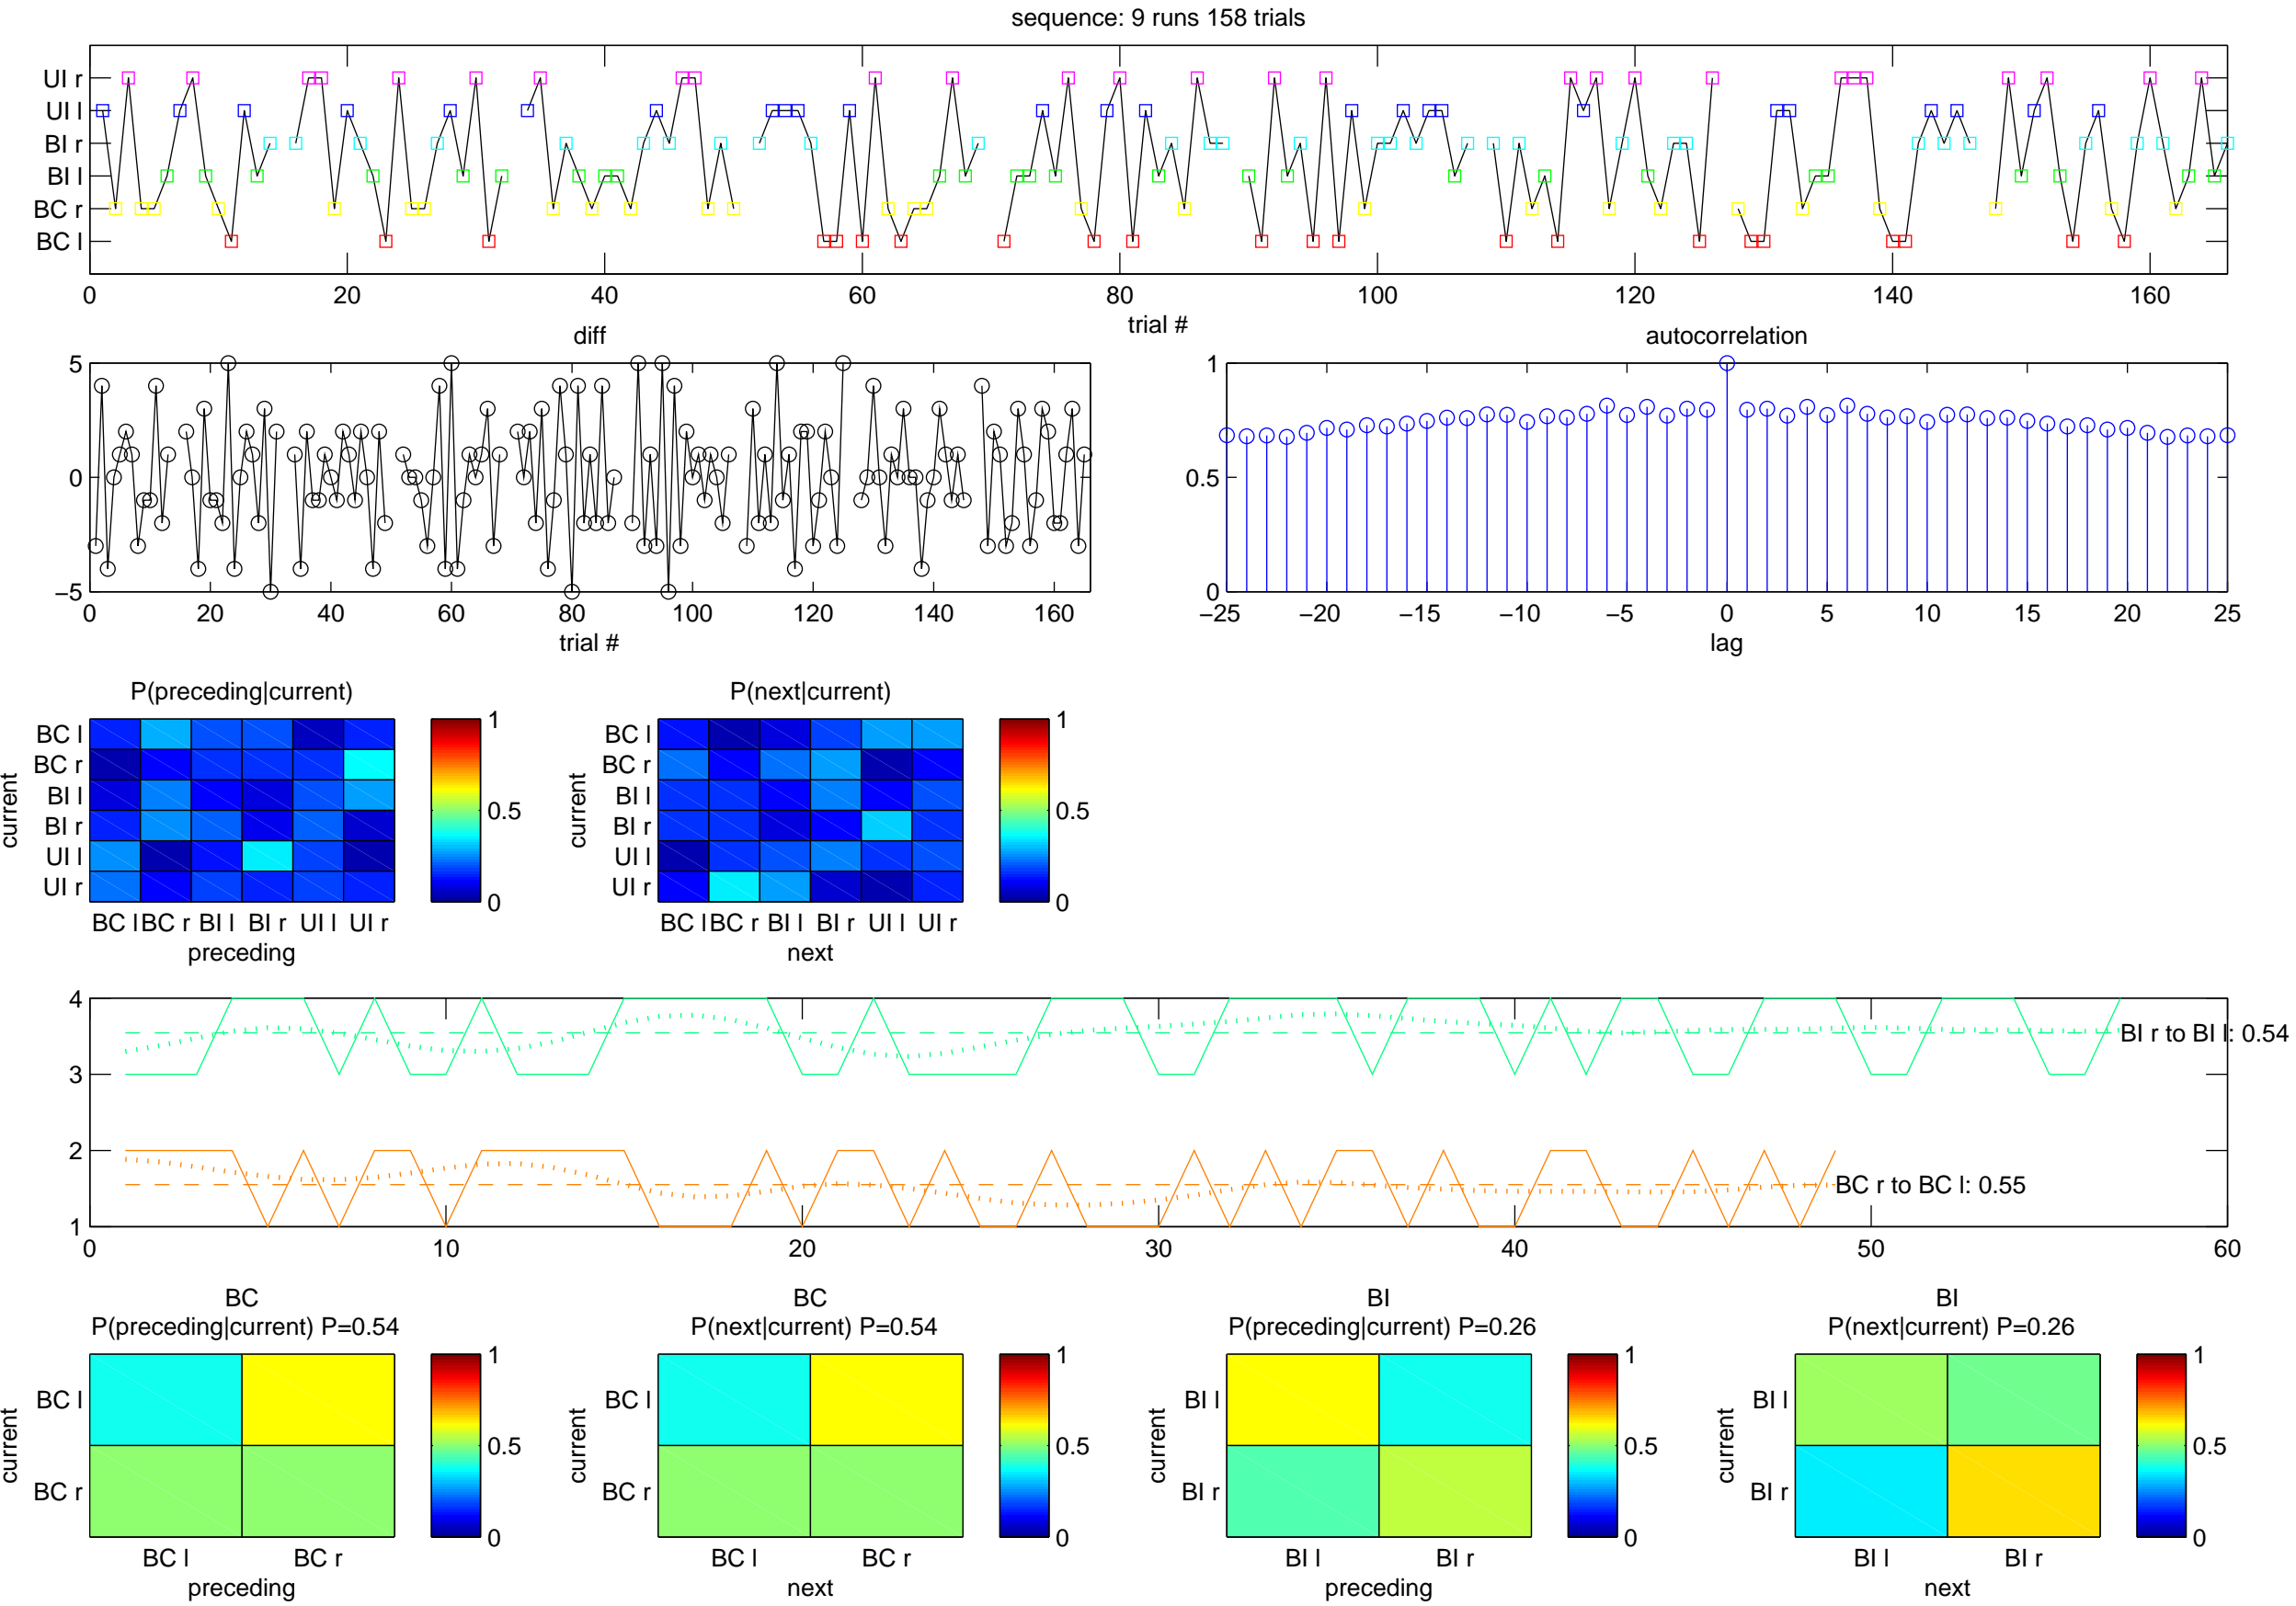 sequence: 9 runs 158 trials
UI r
UI l
BI r
BI l
BC r
BC l
0 20 40 60 80 100 120 140 160
trial #
diff
5
0
−5
0 20 40 60 80 100 120 140 160
trial #
autocorrelation
1
0.5
0
−25 −20 −15 −10 −5 0 5 10 15 20 25
lag
P(preceding|current)
current
BC l
BC r
BI l
BI r
UI l
UI r
BC l BC r BI l BI r UI l UI r
preceding
1
0.5
0
P(next|current)
current
BC l
BC r
BI l
BI r
UI l
UI r
BC l BC r BI l BI r UI l UI r
next
1
0.5
0
4
3
2
1
BI r to BI l: 0.54
BC r to BC l: 0.55
0 10 20 30 40 50 60
BC
P(preceding|current) P=0.54
current
BC l
BC r
BC l BC r
preceding
1
0.5
0
BC
P(next|current) P=0.54
current
BC l
BC r
BC l BC r
next
1
0.5
0
BI
P(preceding|current) P=0.26
current
BI l
BI r
BI l BI r
preceding
1
0.5
0
BI
P(next|current) P=0.26
current
BI l
BI r
BI l BI r
next
1
0.5
0